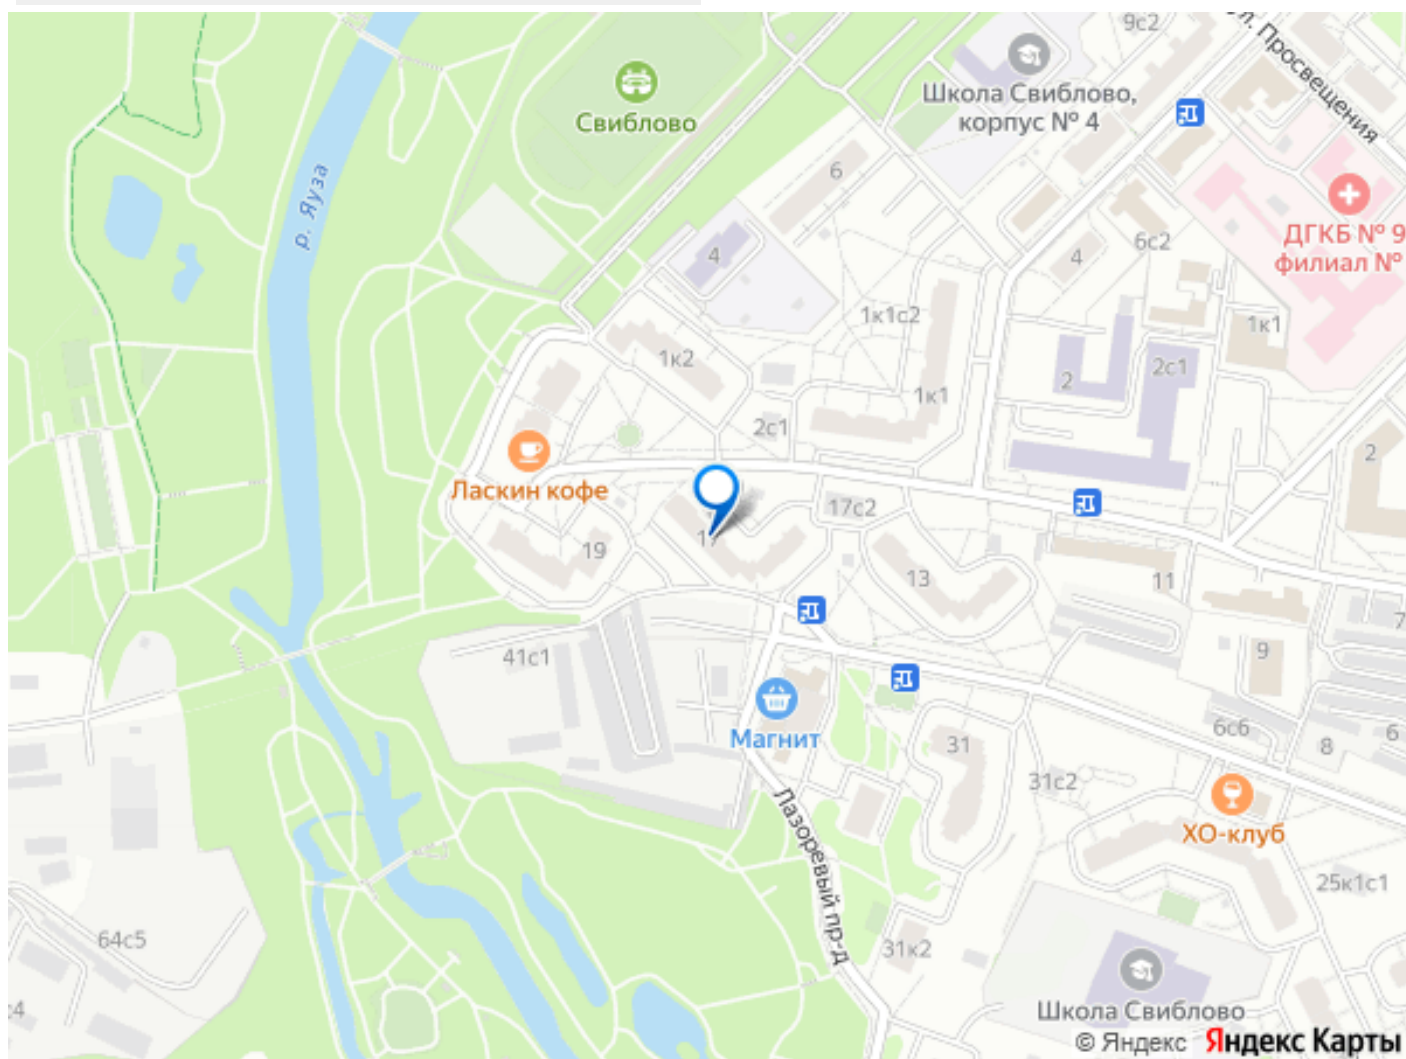 9с2
ул. Просвещения
Школа Свиблово,
корпус № 4
Свиблово
р. Яуза
6
ДГКБ № 9
филиал №
6с2
4
4
1к1с2
1к1
1к2
2
2с1
1к1
2с1
2
Ласкин кофе
17с2
17
19
13
11
7
9
41с1
Магнит
31
6с6
8
6
31с2
ХО-клуб
Лазоревый пр-д
25к1с1
64с5
31к2
Школа Свиблово
с4
© Яндекс Яндекс Карты